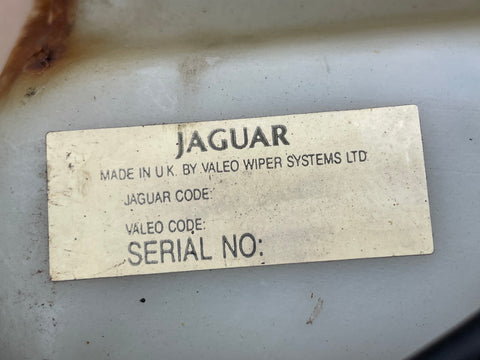 JAGUAR
MADE IN U.K. BY VALEO WIPER SYSTEMS LTD
JAGUAR CODE:
VALEO CODE:
SERIAL NO: